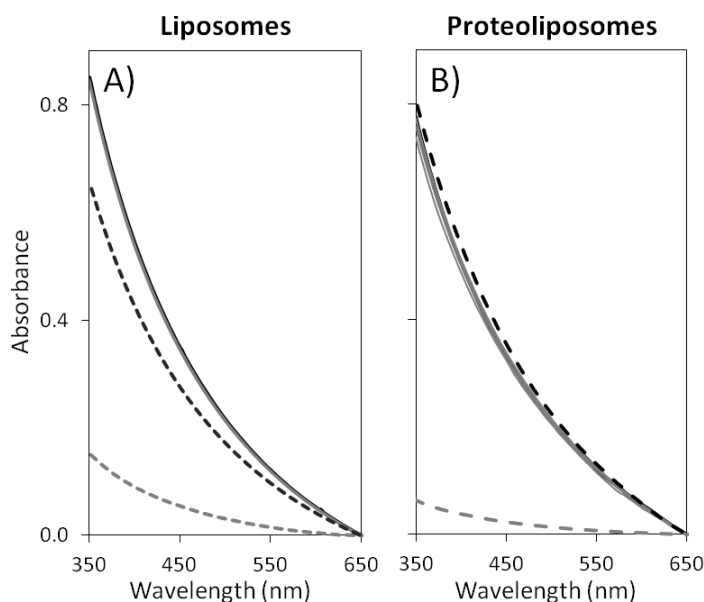 Liposomes
Proteoliposomes
A)
B)
0.8
0.4
0.0
Absorbance
350
450
550
650
350
450
550
650
Wavelength (nm)
Wavelength (nm)